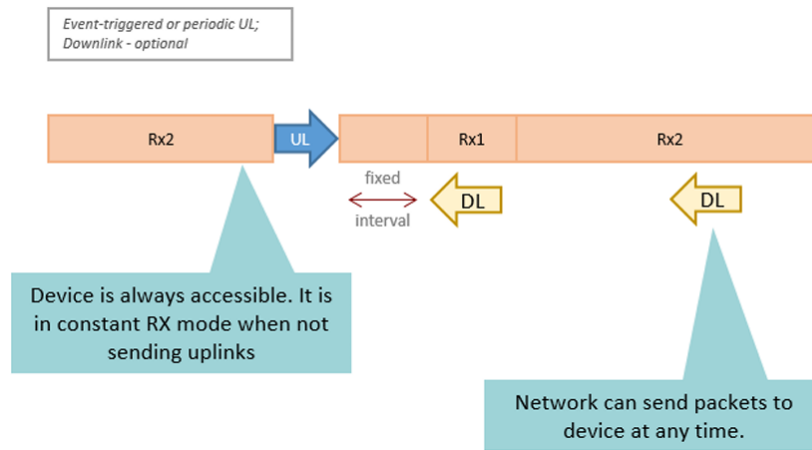 Event-triggered or periodic UL;
Downlink - optional
Rx2
UL
Rx1
Rx2
fixed
interval
DL
DL
Device is always accessible. It is
in constant RX mode when not
sending uplinks
Network can send packets to
device at any time.